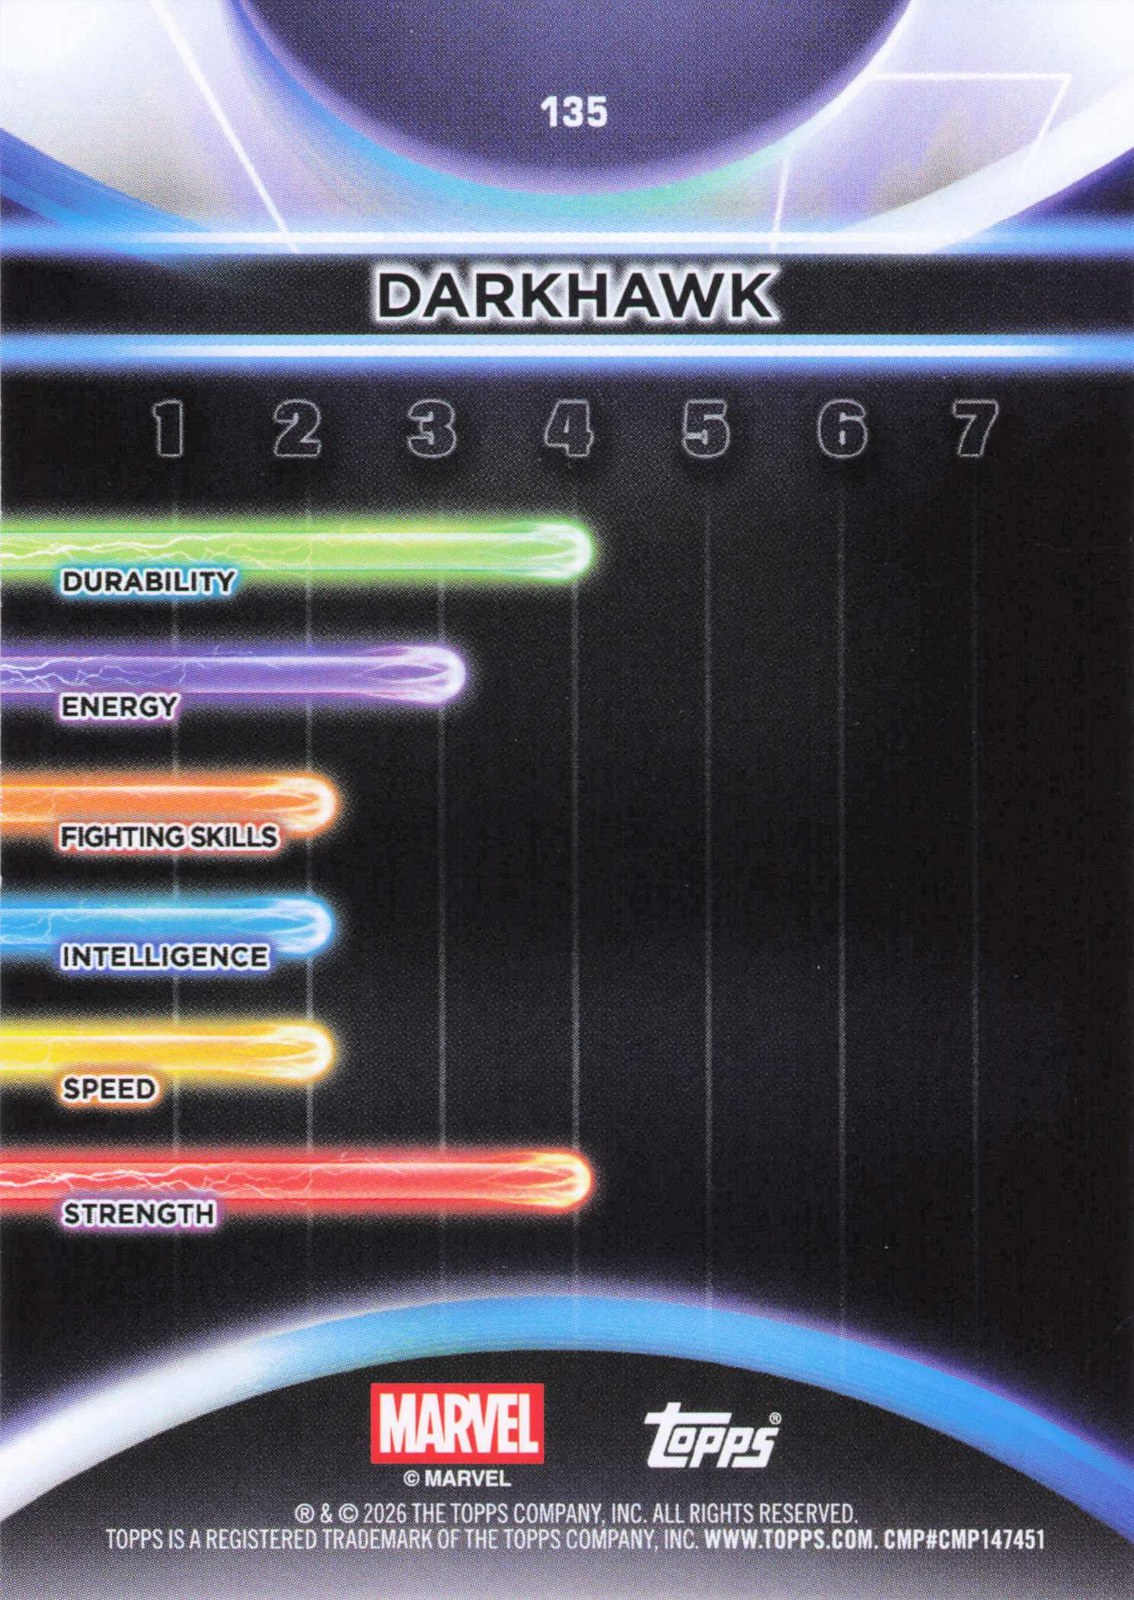 135
DARKHAWK
1 2 3 4 5 6 7
DURABILITY
ENERGY
FIGHTING SKILLS
INTELLIGENCE
SPEED
STRENGTH
MARVEL
© MARVEL
topps®
® & © 2026 THE TOPPS COMPANY, INC. ALL RIGHTS RESERVED.
TOPPS IS A REGISTERED TRADEMARK OF THE TOPPS COMPANY, INC. WWW.TOPPS.COM. CMP#CMP147451